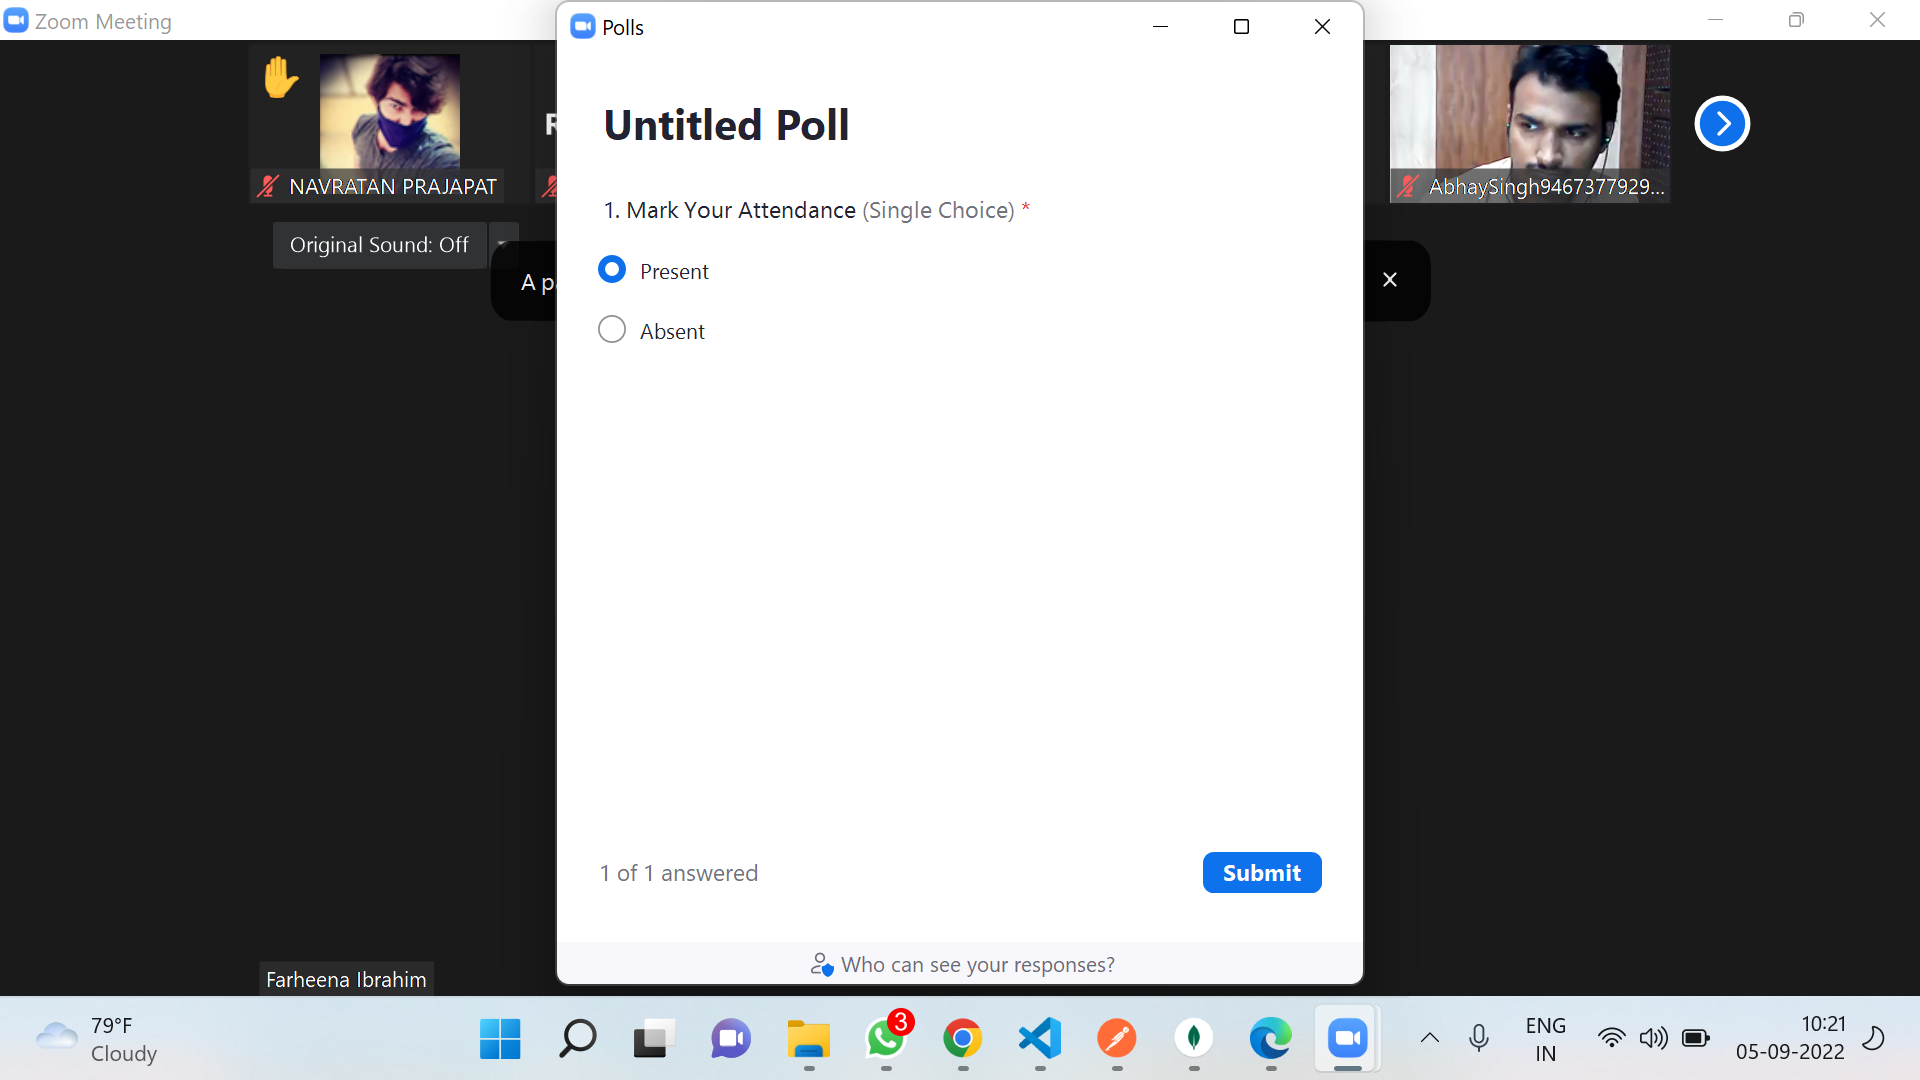 Zoom Meeting
Polls
NAVRATAN PRAJAPAT
R
AbhaySingh9467377929...
Original Sound: Off
A p
Untitled Poll
1. Mark Your Attendance (Single Choice) *
Present
Absent
1 of 1 answered
Submit
Who can see your responses?
Farheena Ibrahim
79°F
Cloudy
3
ENG
IN
10:21
05-09-2022